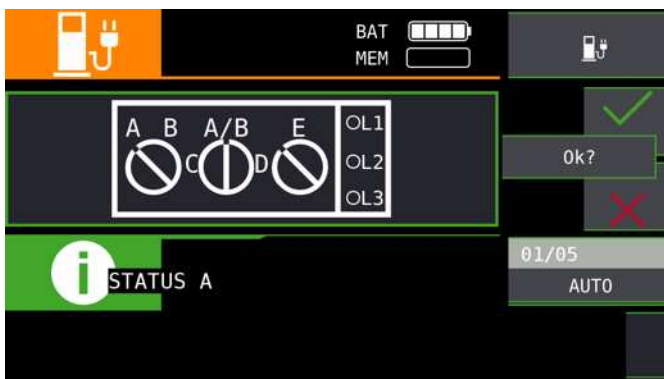 BAT
MEM
A B A/B E
C D
OL1
OL2
OL3
Ok?
STATUS A
01/05
AUTO